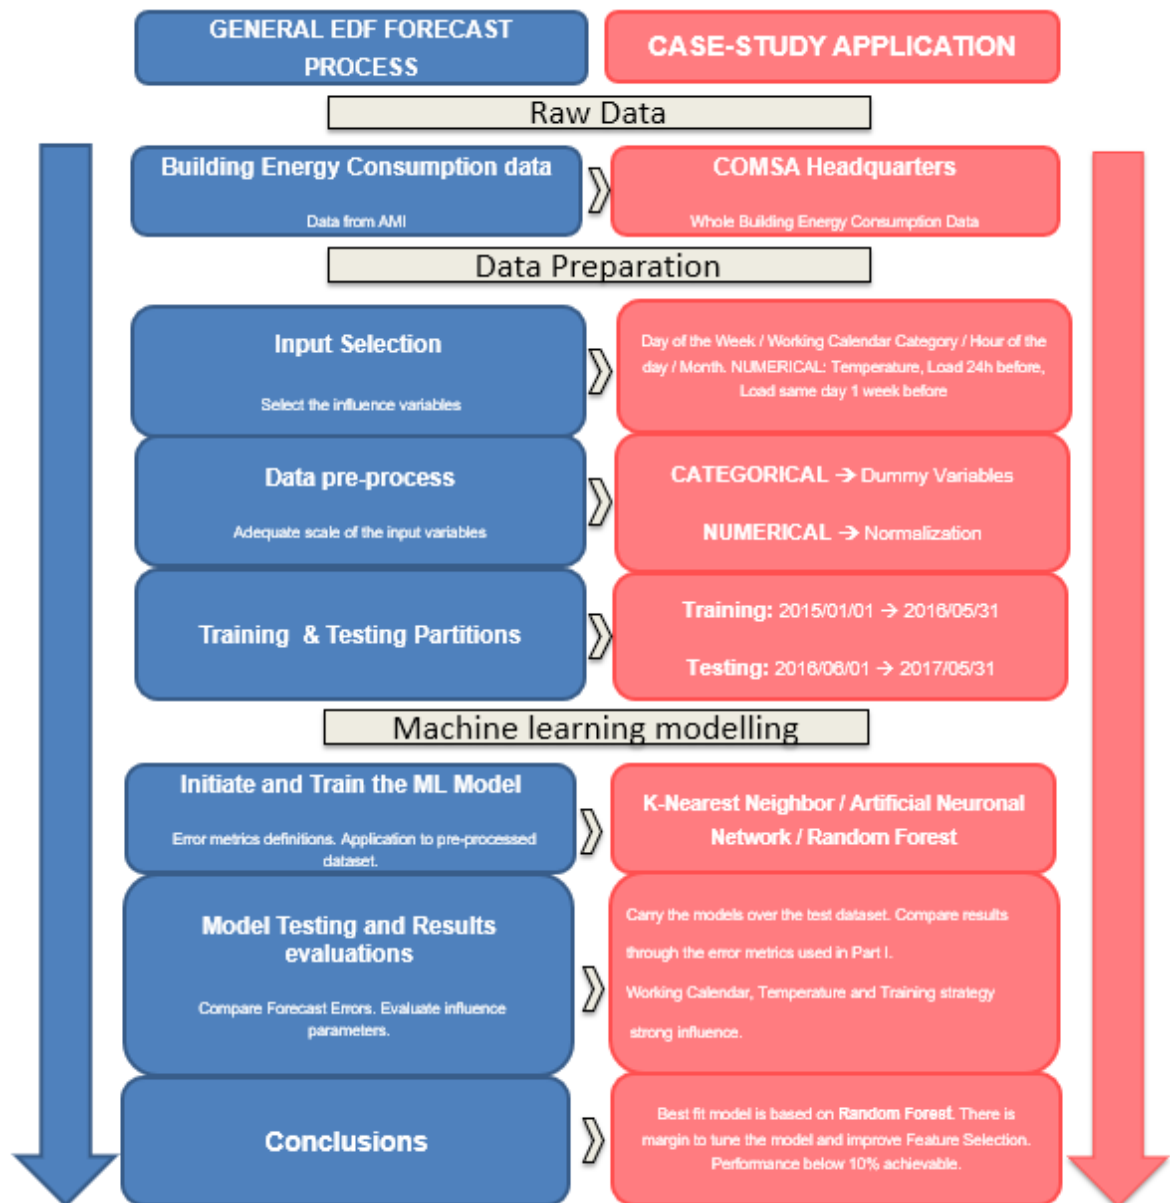 GENERAL EDF FORECAST
PROCESS
CASE-STUDY APPLICATION
Raw Data
Building Energy Consumption data
Data from AMI
COMSA Headquarters
Whole Building Energy Consumption Data
Data Preparation
Input Selection
Select the influence variables
Day of the Week / Working Calendar Category / Hour of the
day / Month. NUMERICAL: Temperature, Load 24h before,
Load same day 1 week before
Data pre-process
Adequate scale of the input variables
CATEGORICAL → Dummy Variables
NUMERICAL → Normalization
Training & Testing Partitions
Training: 2015/01/01 → 2016/05/31
Testing: 2016/06/01 → 2017/05/31
Machine learning modelling
Initiate and Train the ML Model
Error metrics definitions. Application to pre-processed
dataset.
K-Nearest Neighbor / Artificial Neuronal
Network / Random Forest
Model Testing and Results
evaluations
Compare Forecast Errors. Evaluate influence
parameters.
Carry the models over the test dataset. Compare results
through the error metrics used in Part I.
Working Calendar, Temperature and Training strategy
strong influence.
Conclusions
Best fit model is based on Random Forest. There is
margin to tune the model and improve Feature Selection.
Performance below 10% achievable.